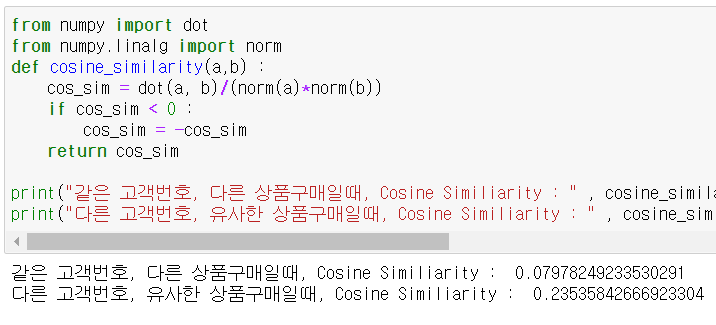 from numpy import dot
from numpy.linalg import norm
def cosine_similarity(a,b) :
    cos_sim = dot(a, b)/(norm(a)*norm(b))
    if cos_sim < 0 :
        cos_sim = -cos_sim
    return cos_sim
print("같은 고객번호, 다른 상품구매일때, Cosine Similiarity : " , cosine_simila
print("다른 고객번호, 유사한 상품구매일때, Cosine Similiarity : " , cosine_sim
같은 고객번호, 다른 상품구매일때, Cosine Similiarity :  0.07978249233530291
다른 고객번호, 유사한 상품구매일때, Cosine Similiarity :  0.23535842666923304